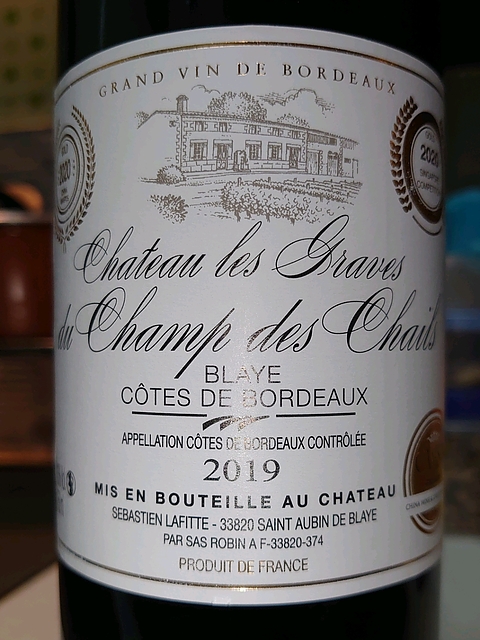 GRAND VIN DE BORDEAUX
2020
2020
Chateau les Graves
du Champ des Chails
BLAYE
CÔTES DE BORDEAUX
APPELLATION CÔTES DE BORDEAUX CONTRÔLÉE
2019
MIS EN BOUTEILLE AU CHATEAU
SEBASTIEN LAFITTE - 33820 SAINT AUBIN DE BLAYE
PAR SAS ROBIN A F-33820-374
PRODUIT DE FRANCE